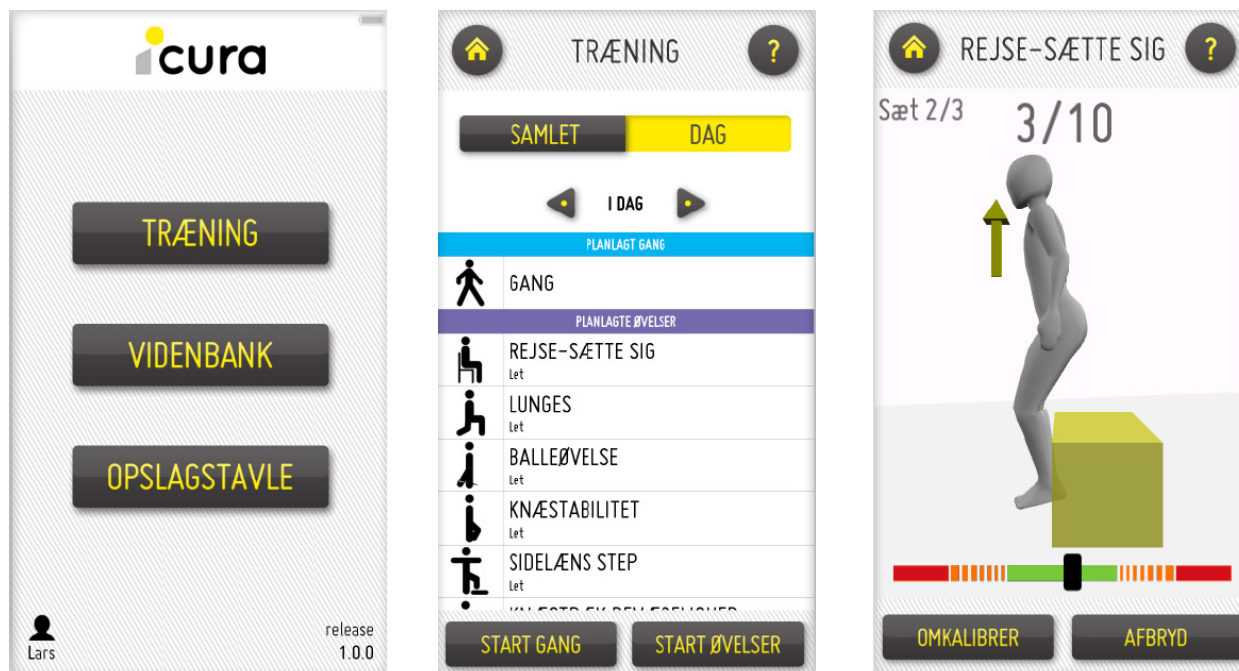 icura
TRÆNING
VIDENBANK
OPSLAGSTAVLE
Lars
release
1.0.0
TRÆNING
?
SAMLET
DAG
I DAG
PLANLAGT GANG
GANG
PLANLAGTE ØVELSER
REJSE-SÆTTE SIG
Let
LUNGES
Let
BALLEØVELSE
Let
KNÆSTABILITET
Let
SIDELÆNS STEP
Let
START GANG
START ØVELSER
REJSE-SÆTTE SIG
?
Sæt 2/3
3/10
OMKALIBRER
AFBRYD